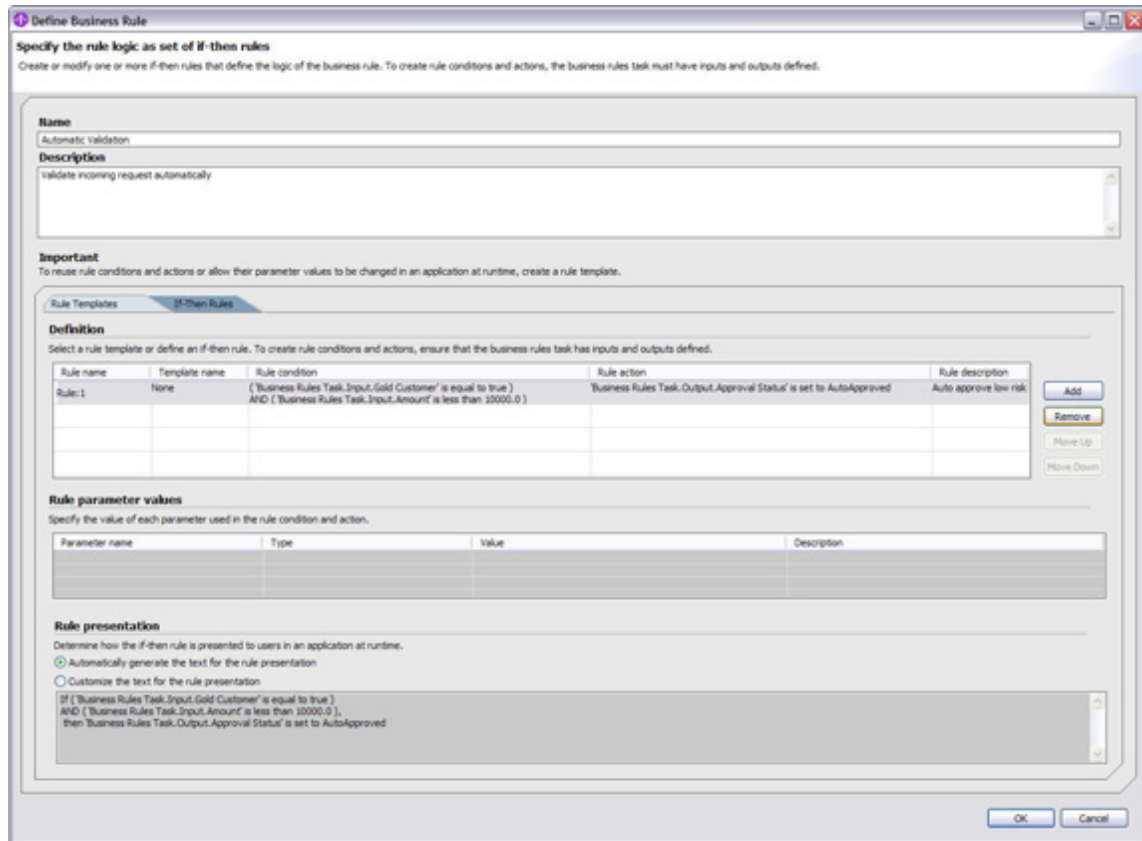 Define Business Rule
Specify the rule logic as set of if-then rules
Create or modify one or more if-then rules that define the logic of the business rule. To create rule conditions and actions, the business rules task must have inputs and outputs defined.
Name
Automatic Validation
Description
Validate incoming request automatically
Important
To reuse rule conditions and actions or allow their parameter values to be changed in an application at runtime, create a rule template.
Rule Templates If-Then Rules
Definition
Select a rule template or define an if-then rule. To create rule conditions and actions, ensure that the business rules task has inputs and outputs defined.
Rule name Template name Rule condition Rule action Rule description
Rule:1 None ( 'Business Rules Task.Input.Gold Customer' is equal to true ) 'Business Rules Task.Output.Approval Status' is set to AutoApproved Auto approve low risk
AND ( 'Business Rules Task.Input.Amount' is less than 10000.0 )
Add
Remove
Move Up
Move Down
Rule parameter values
Specify the value of each parameter used in the rule condition and action.
Parameter name Type Value Description
Rule presentation
Determine how the if-then rule is presented to users in an application at runtime.
Automatically generate the text for the rule presentation
Customize the text for the rule presentation
If ( 'Business Rules Task.Input.Gold Customer' is equal to true )
AND ( 'Business Rules Task.Input.Amount' is less than 10000.0 ),
then 'Business Rules Task.Output.Approval Status' is set to AutoApproved
OK Cancel